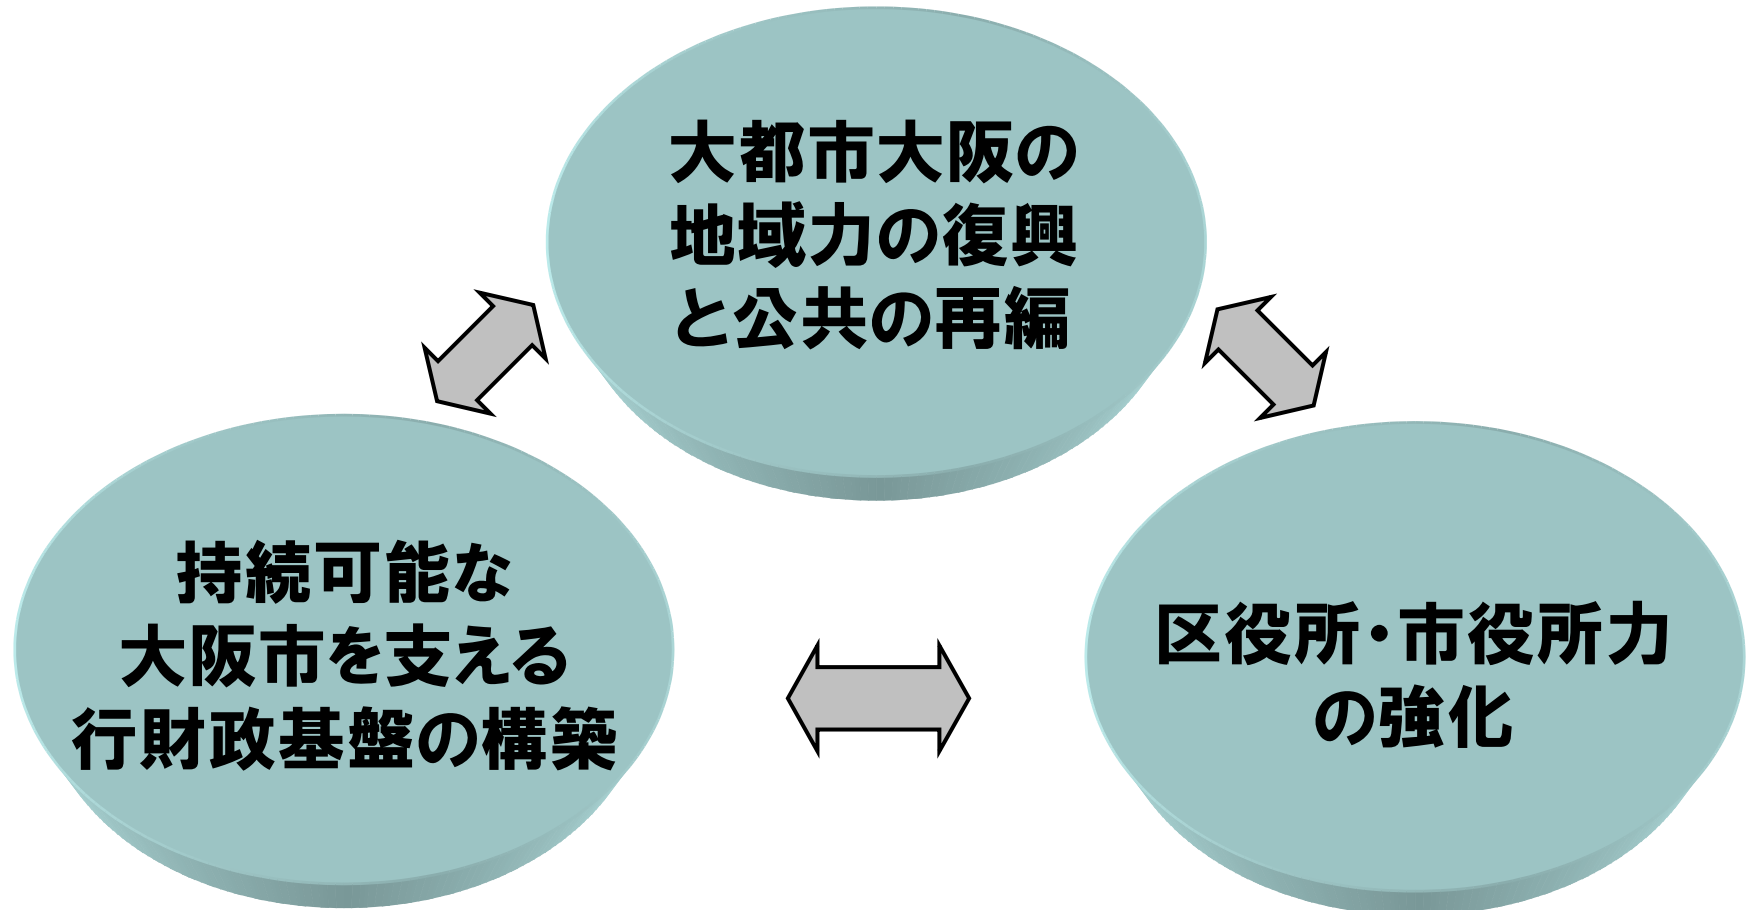 大都市大阪の
地域力の復興
と公共の再編
持続可能な
大阪市を支える
行財政基盤の構築
区役所・市役所力
の強化